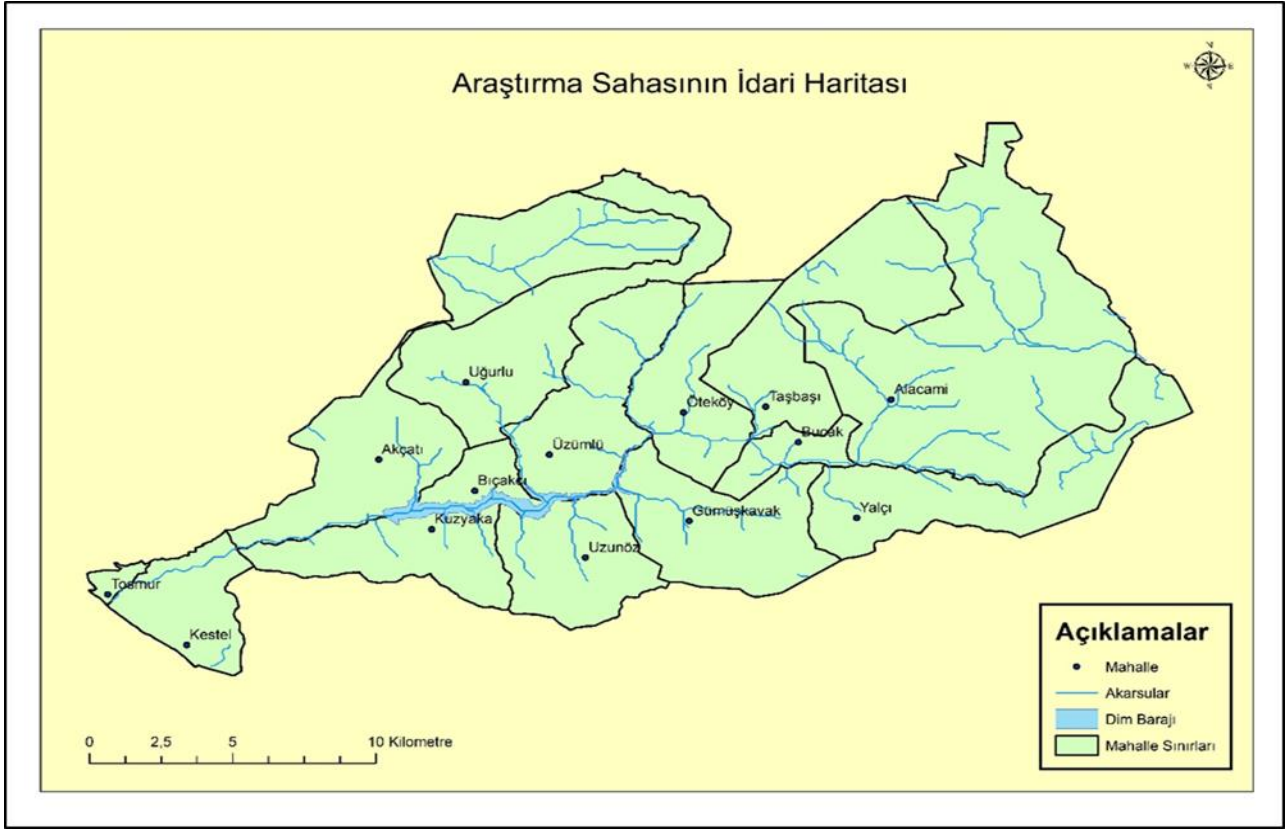 Araştırma Sahasının İdari Haritası
W E
Uğurlu
Alacami
Taşbaşı
Öteköy
Bucak
Akçatı
Üzümlü
Bıçakcı
Gümüşkavak
Yalçı
Kuzyaka
Uzunöz
Tosmur
Kestel
Açıklamalar
Mahalle
Akarsular
Dim Barajı
Mahalle Sınırları
0 2,5 5 10 Kilometre